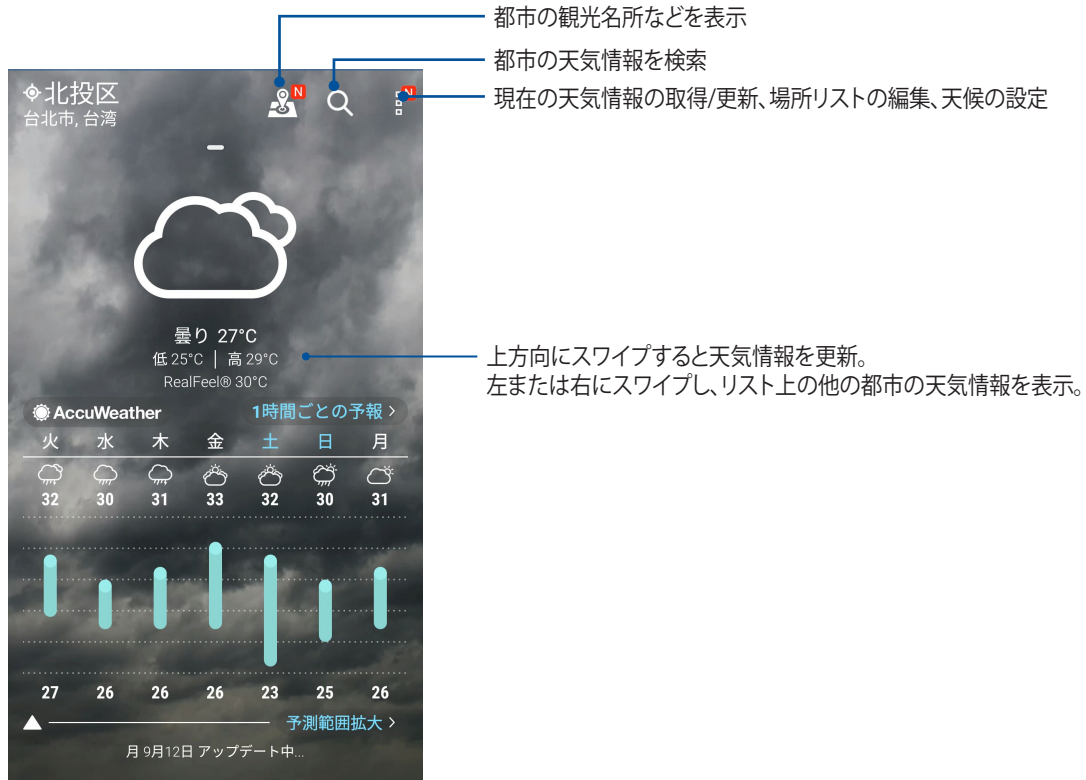 都市の観光名所などを表示
都市の天気情報を検索
現在の天気情報の取得/更新、場所リストの編集、天候の設定
北投区
台北市, 台湾
N
N
曇り 27°C
低 25°C | 高 29°C
RealFeel® 30°C
上方向にスワイプすると天気情報を更新。
左または右にスワイプし、リスト上の他の都市の天気情報を表示。
AccuWeather 1時間ごとの予報 >
火 水 木 金 土 日 月
32 30 31 33 32 30 31
27 26 26 26 23 25 26
予測範囲拡大 >
月 9月12日 アップデート中...